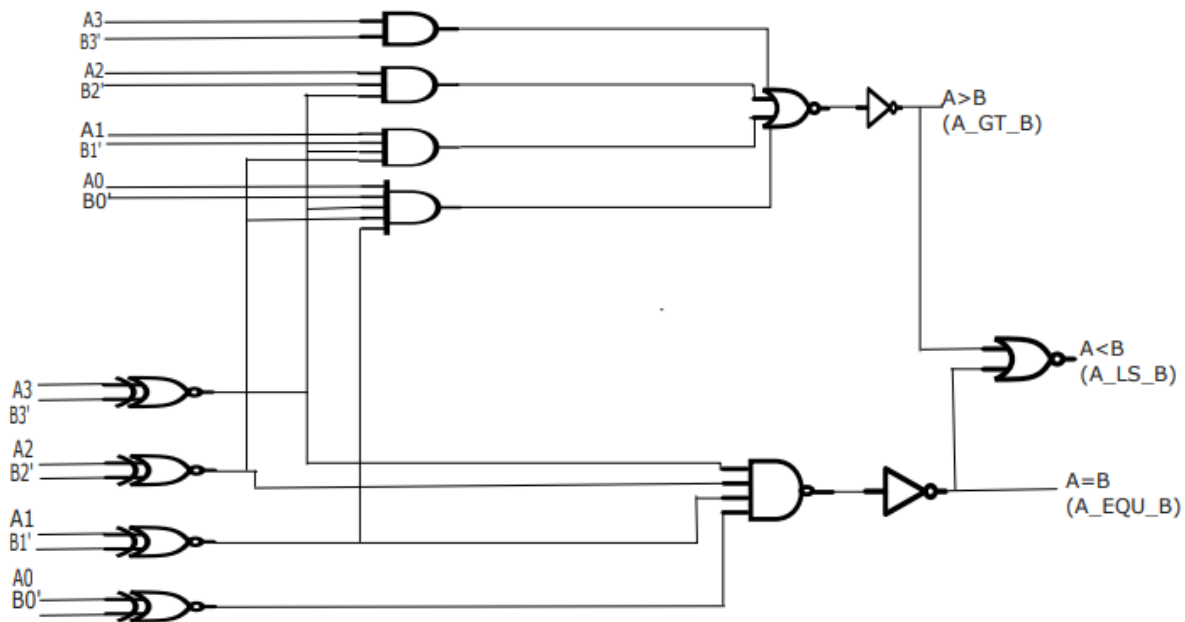 A3
B3'
A2
B2'
A1
B1'
A0
B0'
A>B
(A_GT_B)
A<B
(A_LS_B)
A3
B3'
A2
B2'
A1
B1'
A0
B0'
A=B
(A_EQU_B)